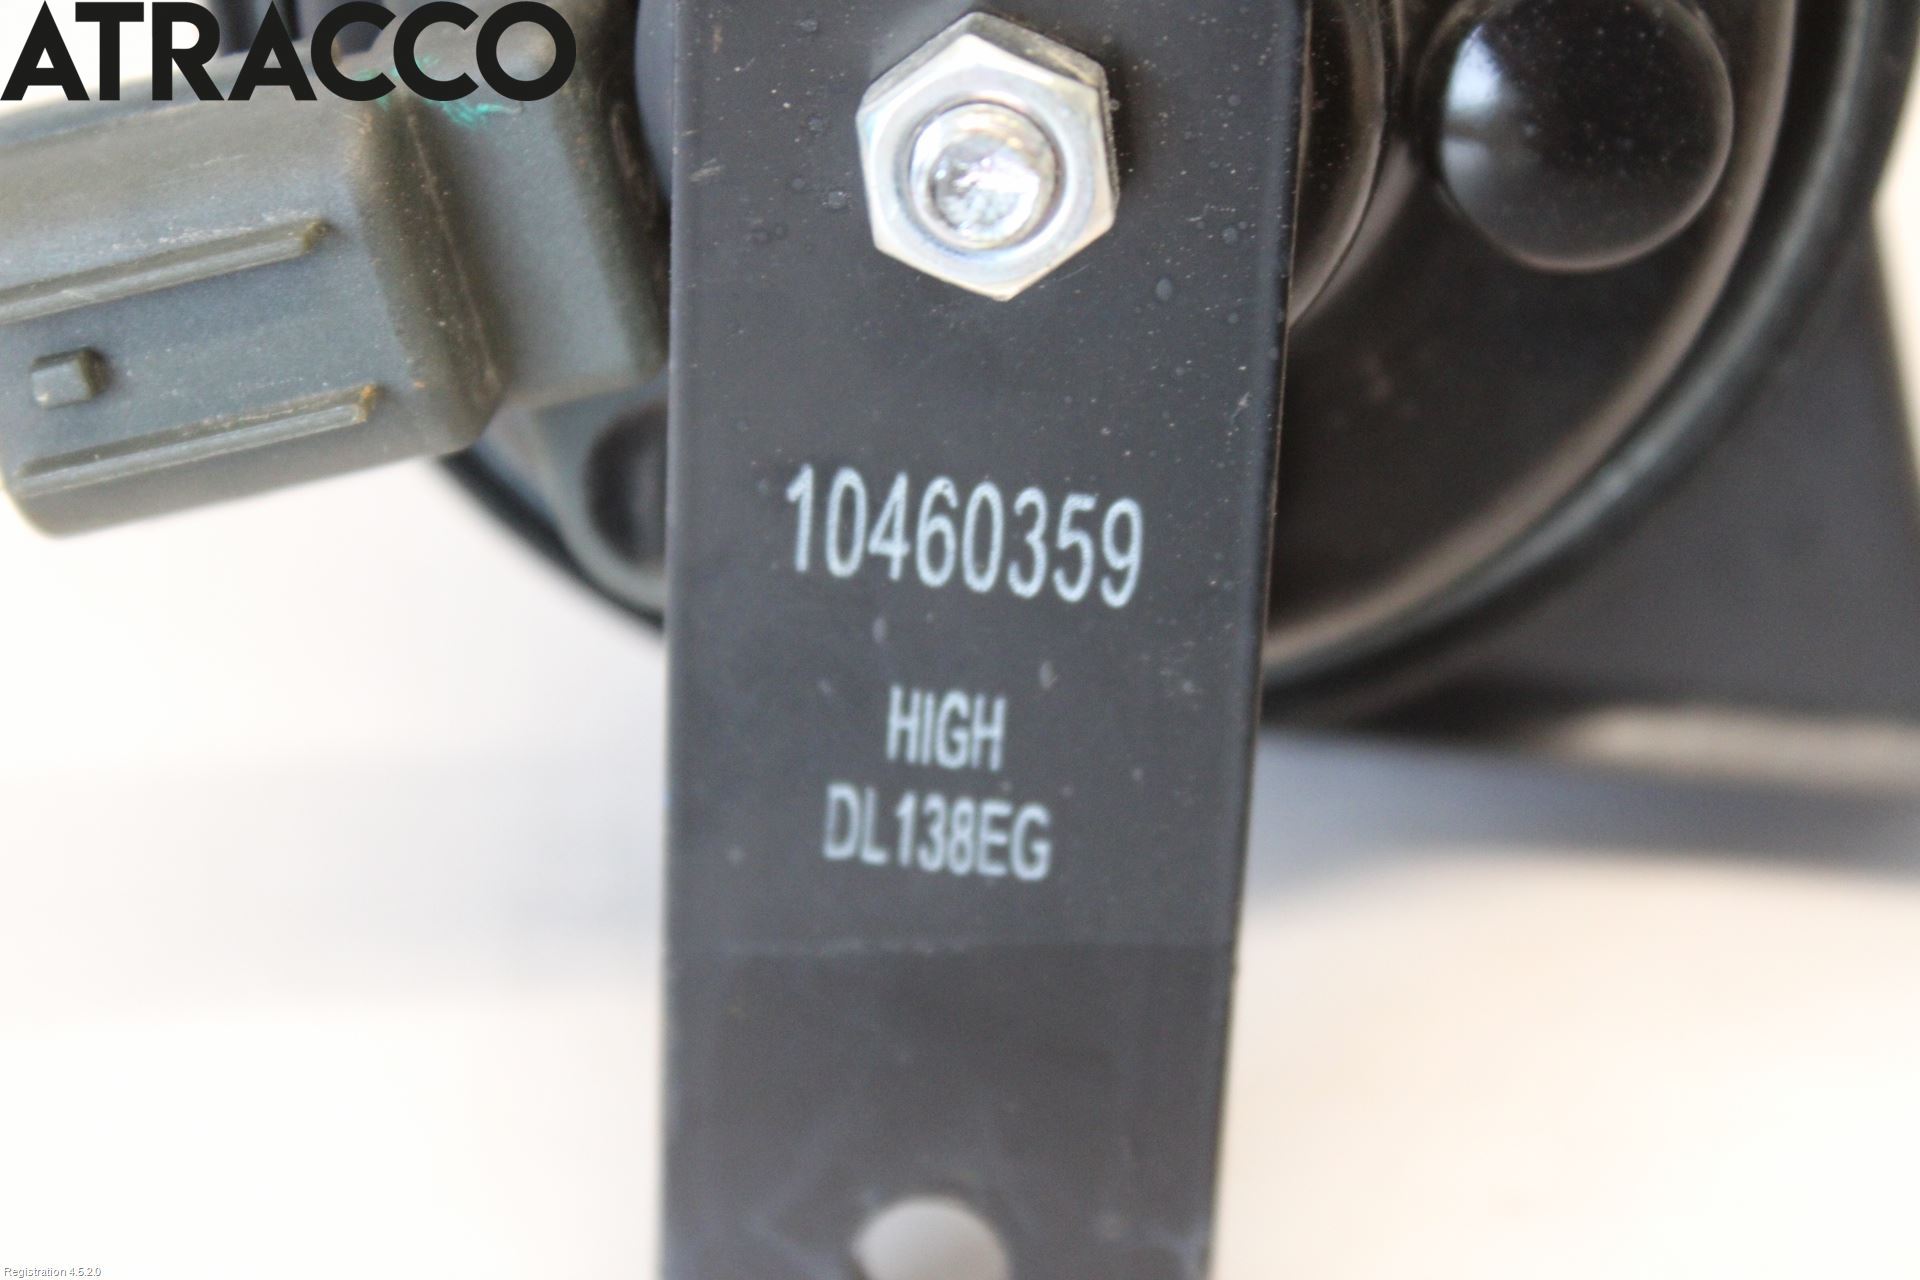 ATRACCO
10460359
HIGH
DL138EG
Registration 4.5.2.0